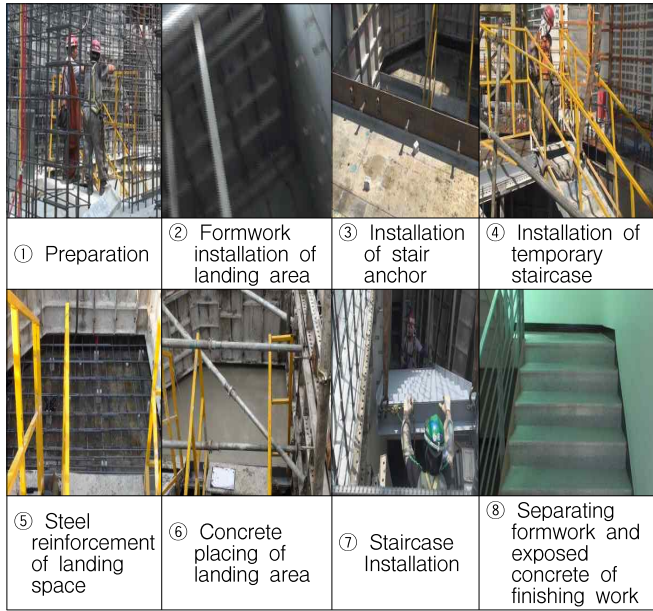 ① Preparation
② Formwork
installation of
landing area
③ Installation
of stair
anchor
④ Installation of
temporary
staircase
⑤ Steel
reinforcement
of landing
space
⑥ Concrete
placing of
landing area
⑦ Staircase
Installation
⑧ Separating
formwork and
exposed
concrete of
finishing work